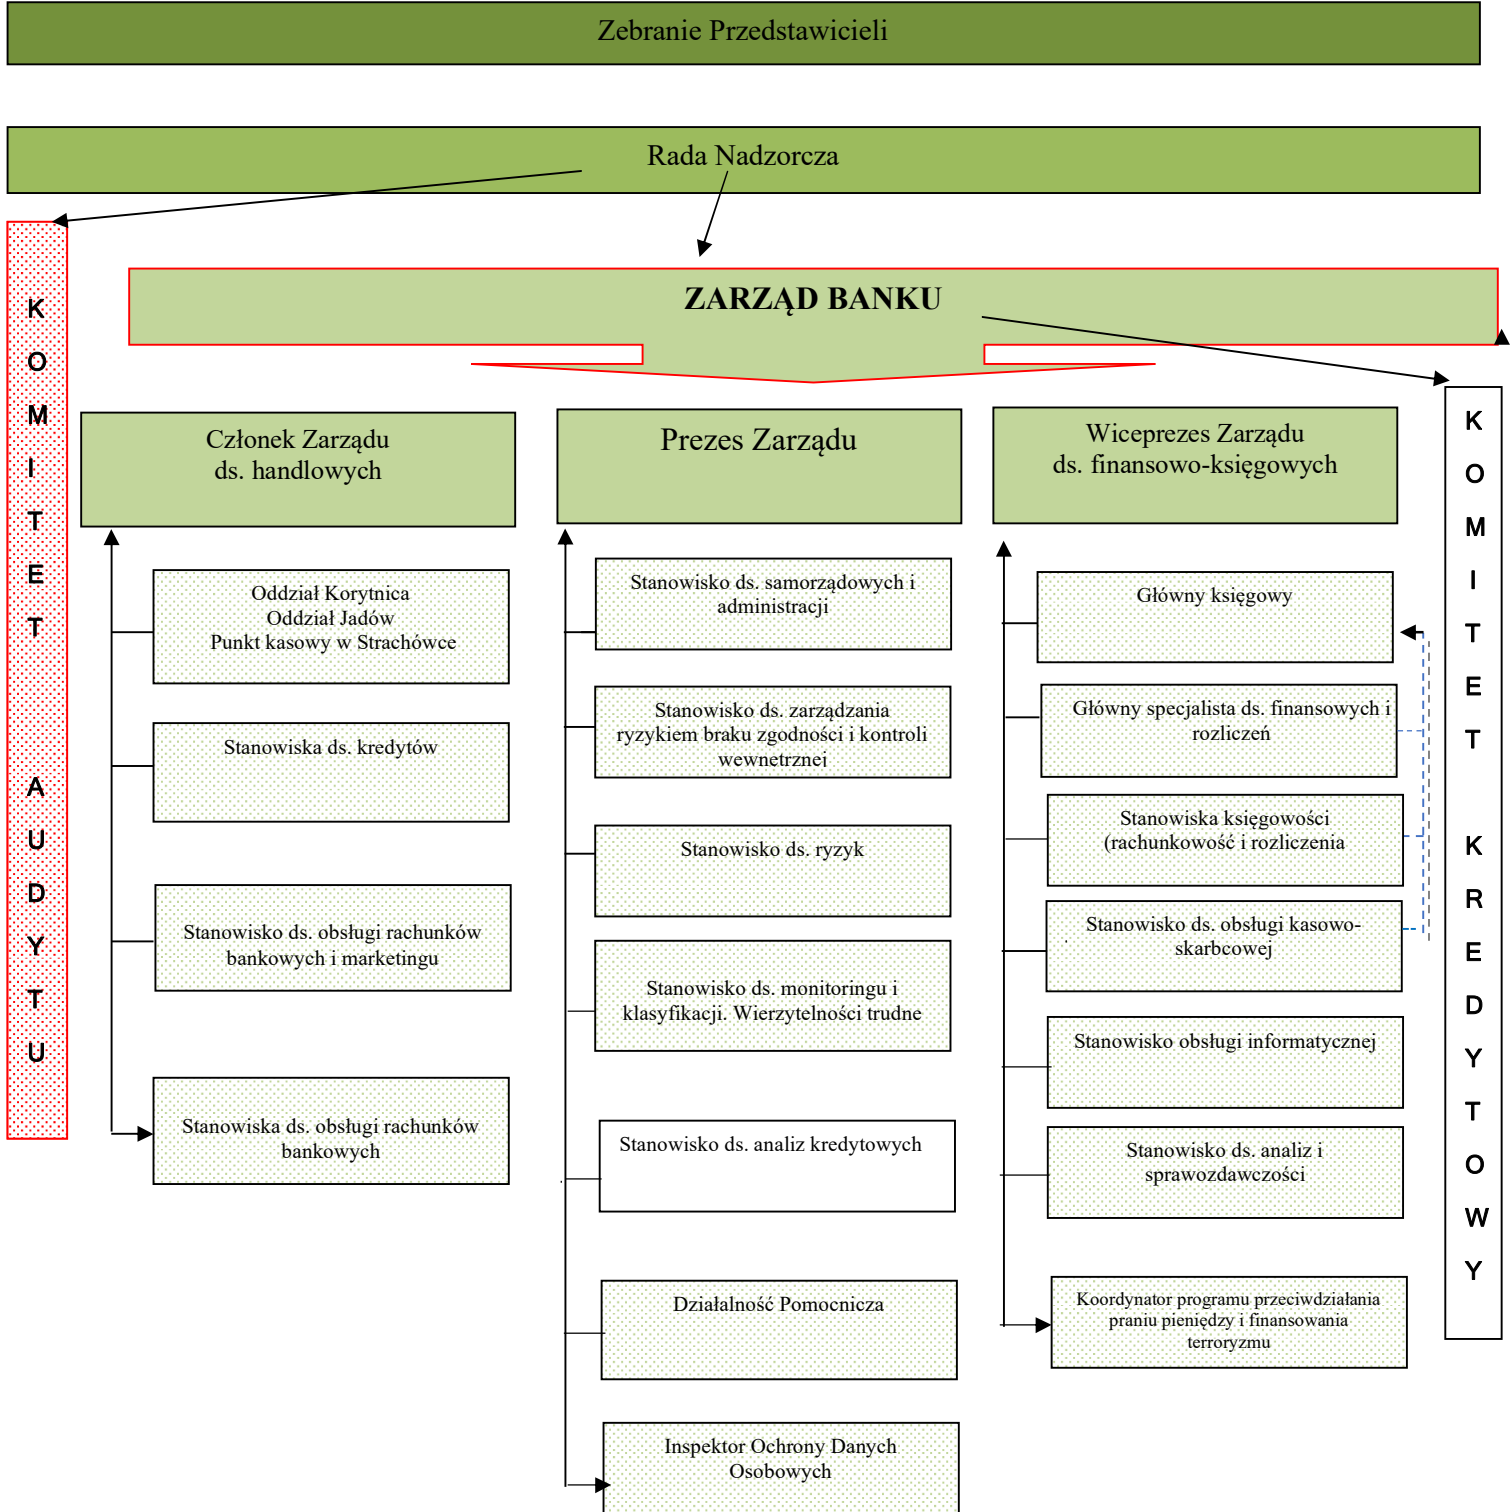 Zebranie Przedstawicieli
Rada Nadzorcza
ZARZĄD BANKU
KOMITET AUDYTU
Członek Zarządu
ds. handlowych
Oddział Korytnica
Oddział Jadów
Punkt kasowy w Strachówce
Stanowiska ds. kredytów
Stanowisko ds. obsługi rachunków
bankowych i marketingu
Stanowiska ds. obsługi rachunków
bankowych
Prezes Zarządu
Stanowisko ds. samorządowych i
administracji
Stanowisko ds. zarządzania
ryzykiem braku zgodności i kontroli
wewnetrznej
Stanowisko ds. ryzyk
Stanowisko ds. monitoringu i
klasyfikacji. Wierzytelności trudne
Stanowisko ds. analiz kredytowych
Działalność Pomocnicza
Inspektor Ochrony Danych
Osobowych
Wiceprezes Zarządu
ds. finansowo-księgowych
Główny księgowy
Główny specjalista ds. finansowych i
rozliczeń
Stanowiska księgowości
(rachunkowość i rozliczenia
Stanowisko ds. obsługi kasowo-
skarbcowej
Stanowisko obsługi informatycznej
Stanowisko ds. analiz i
sprawozdawczości
Koordynator programu przeciwdziałania
praniu pieniędzy i finansowania
terroryzmu
KOMITET KREDYTOWY